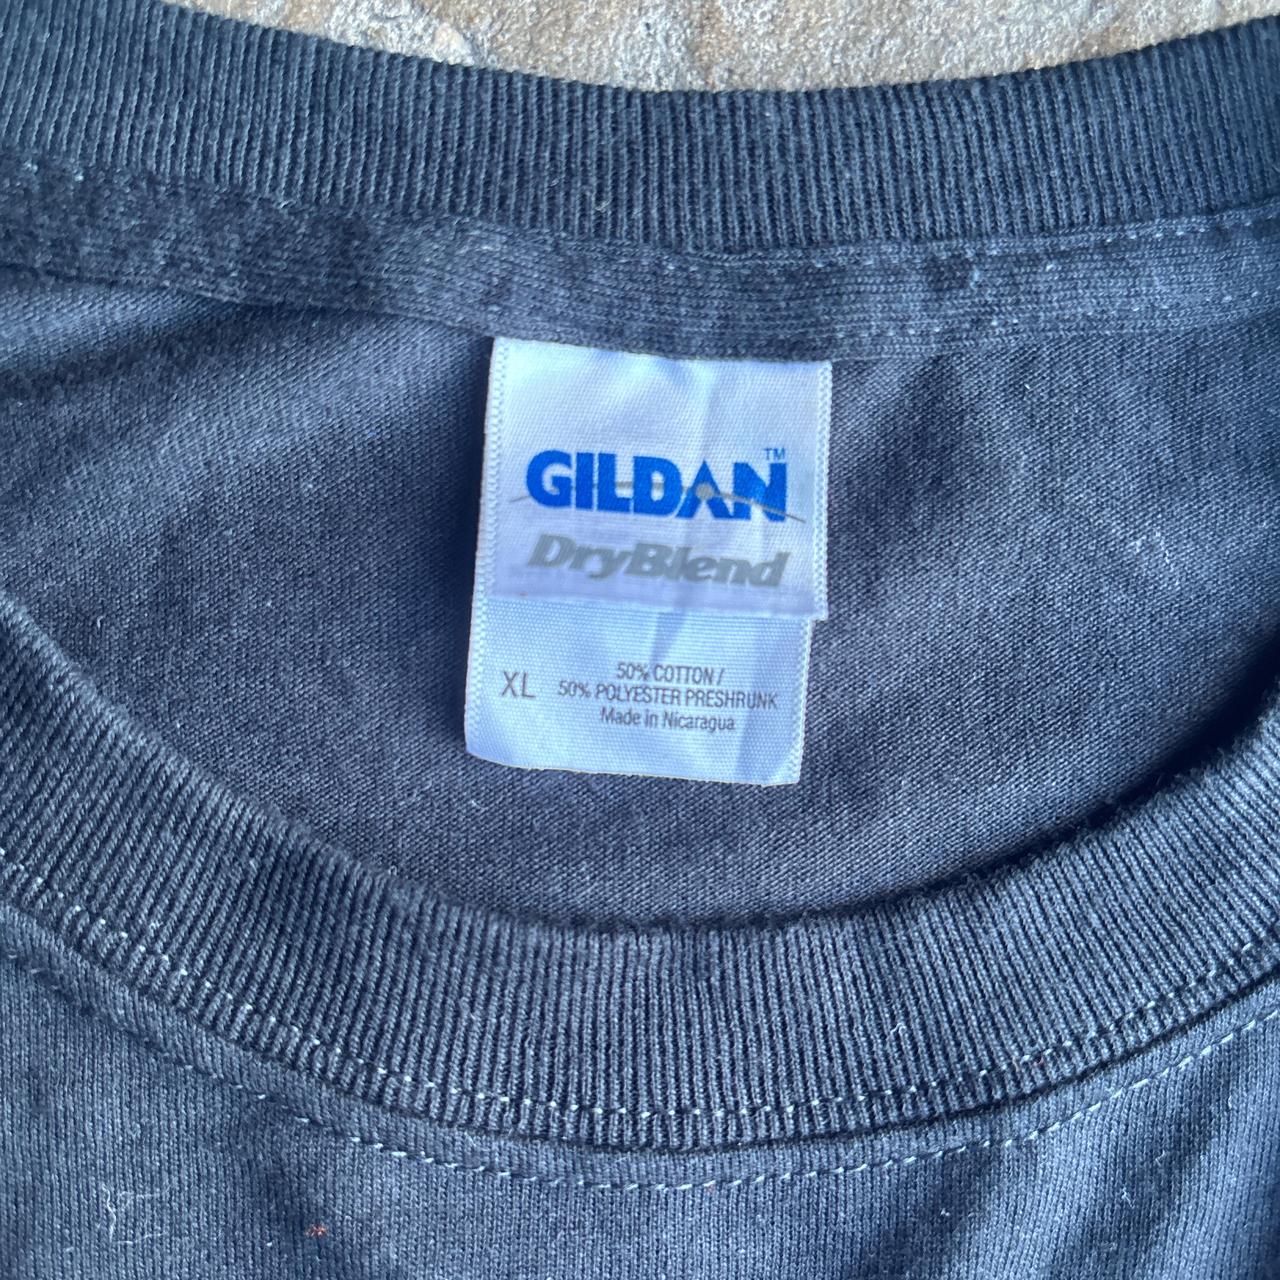 GILDAN™
DryBlend
XL
50% COTTON /
50% POLYESTER PRESHRUNK
Made in Nicaragua